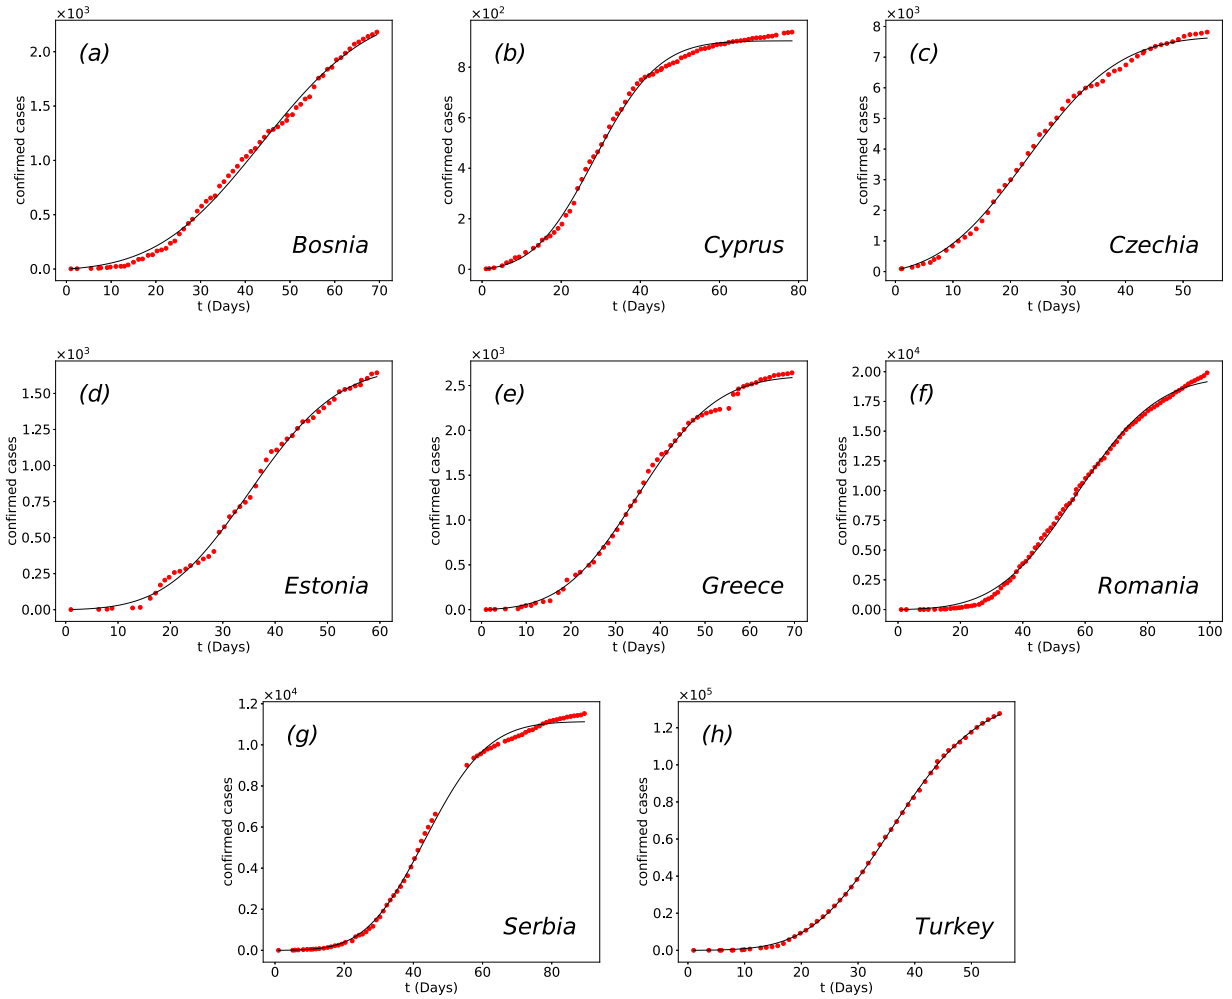 ×10³
(a)
2.0
1.5
1.0
0.5
0.0
confirmed cases
Bosnia
0 10 20 30 40 50 60 70
t (Days)
×10²
(b)
8
6
4
2
0
confirmed cases
Cyprus
0 20 40 60 80
t (Days)
×10³
(c)
8
7
6
5
4
3
2
1
0
confirmed cases
Czechia
0 10 20 30 40 50
t (Days)
×10³
(d)
1.50
1.25
1.00
0.75
0.50
0.25
0.00
confirmed cases
Estonia
0 10 20 30 40 50 60
t (Days)
×10³
(e)
2.5
2.0
1.5
1.0
0.5
0.0
confirmed cases
Greece
0 10 20 30 40 50 60 70
t (Days)
×10⁴
(f)
2.00
1.75
1.50
1.25
1.00
0.75
0.50
0.25
0.00
confirmed cases
Romania
0 20 40 60 80 100
t (Days)
×10⁴
(g)
1.2
1.0
0.8
0.6
0.4
0.2
0.0
confirmed cases
Serbia
0 20 40 60 80
t (Days)
×10⁵
(h)
1.2
1.0
0.8
0.6
0.4
0.2
0.0
confirmed cases
Turkey
0 10 20 30 40 50
t (Days)